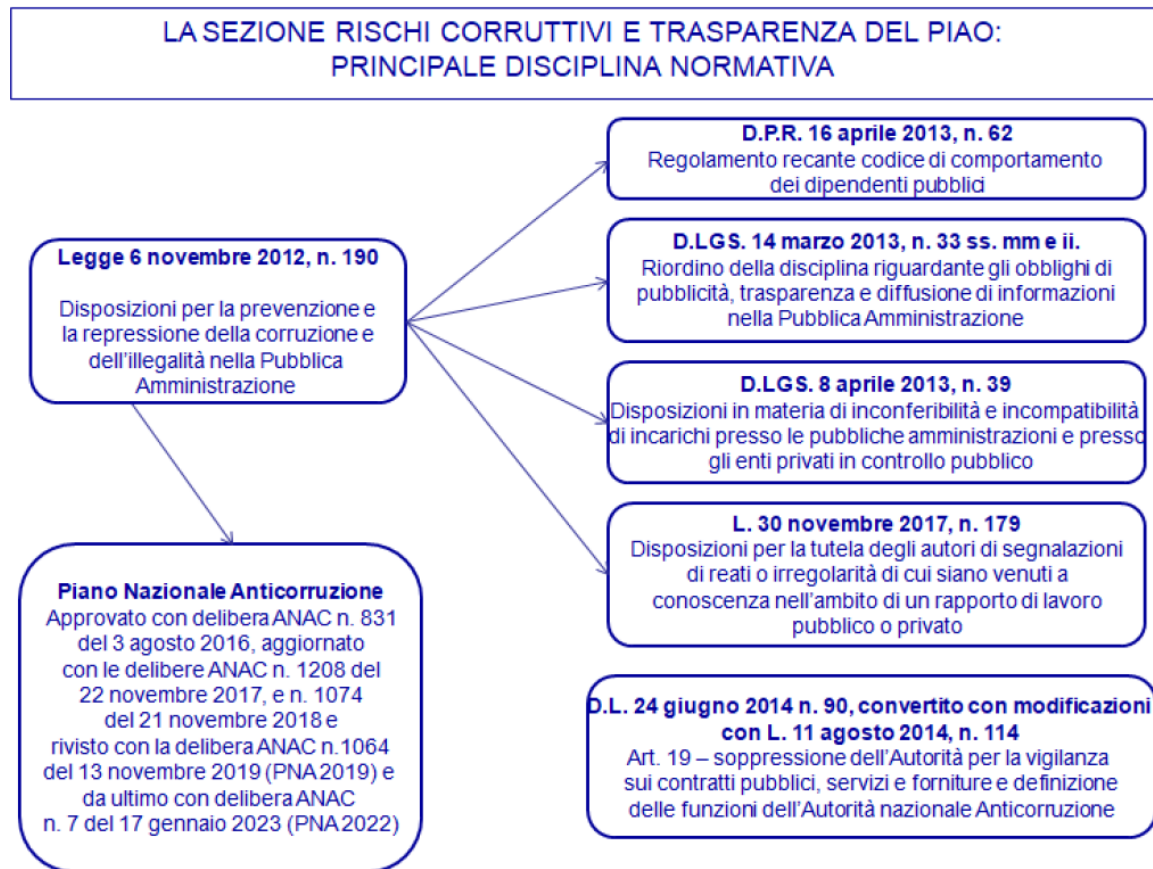 LA SEZIONE RISCHI CORRUTTIVI E TRASPARENZA DEL PIAO:
PRINCIPALE DISCIPLINA NORMATIVA
Legge 6 novembre 2012, n. 190
Disposizioni per la prevenzione e
la repressione della corruzione e
dell'illegalità nella Pubblica
Amministrazione
Piano Nazionale Anticorruzione
Approvato con delibera ANAC n. 831
del 3 agosto 2016, aggiornato
con le delibere ANAC n. 1208 del
22 novembre 2017, e n. 1074
del 21 novembre 2018 e
rivisto con la delibera ANAC n.1064
del 13 novembre 2019 (PNA 2019) e
da ultimo con delibera ANAC
n. 7 del 17 gennaio 2023 (PNA 2022)
D.P.R. 16 aprile 2013, n. 62
Regolamento recante codice di comportamento
dei dipendenti pubblici
D.LGS. 14 marzo 2013, n. 33 ss. mm e ii.
Riordino della disciplina riguardante gli obblighi di
pubblicità, trasparenza e diffusione di informazioni
nella Pubblica Amministrazione
D.LGS. 8 aprile 2013, n. 39
Disposizioni in materia di inconferibilità e incompatibilità
di incarichi presso le pubbliche amministrazioni e presso
gli enti privati in controllo pubblico
L. 30 novembre 2017, n. 179
Disposizioni per la tutela degli autori di segnalazioni
di reati o irregolarità di cui siano venuti a
conoscenza nell'ambito di un rapporto di lavoro
pubblico o privato
D.L. 24 giugno 2014 n. 90, convertito con modificazioni
con L. 11 agosto 2014, n. 114
Art. 19 – soppressione dell'Autorità per la vigilanza
sui contratti pubblici, servizi e forniture e definizione
delle funzioni dell'Autorità nazionale Anticorruzione